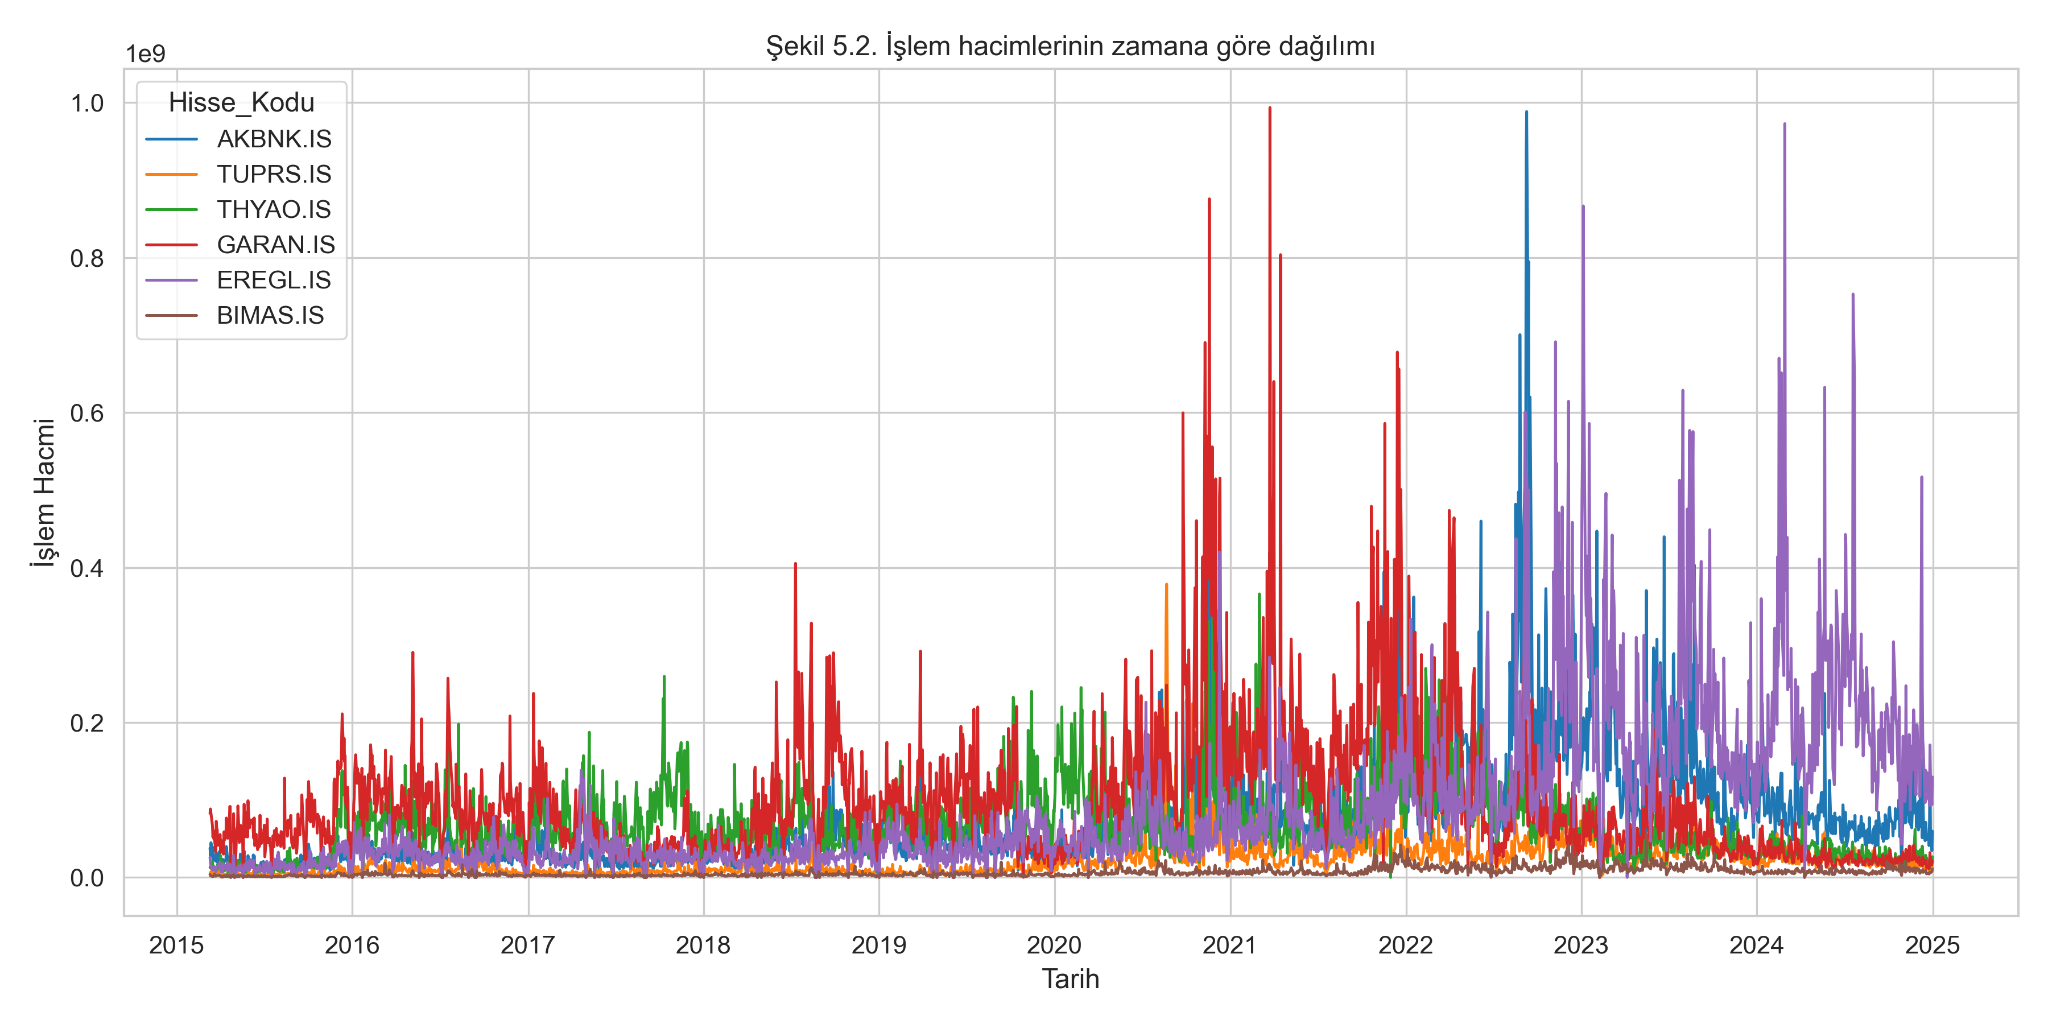 Şekil 5.2. İşlem hacimlerinin zamana göre dağılımı
1e9
1.0
0.8
0.6
0.4
0.2
0.0
İşlem Hacmi
Hisse_Kodu
AKBNK.IS
TUPRS.IS
THYAO.IS
GARAN.IS
EREGL.IS
BIMAS.IS
2015 2016 2017 2018 2019 2020 2021 2022 2023 2024 2025
Tarih